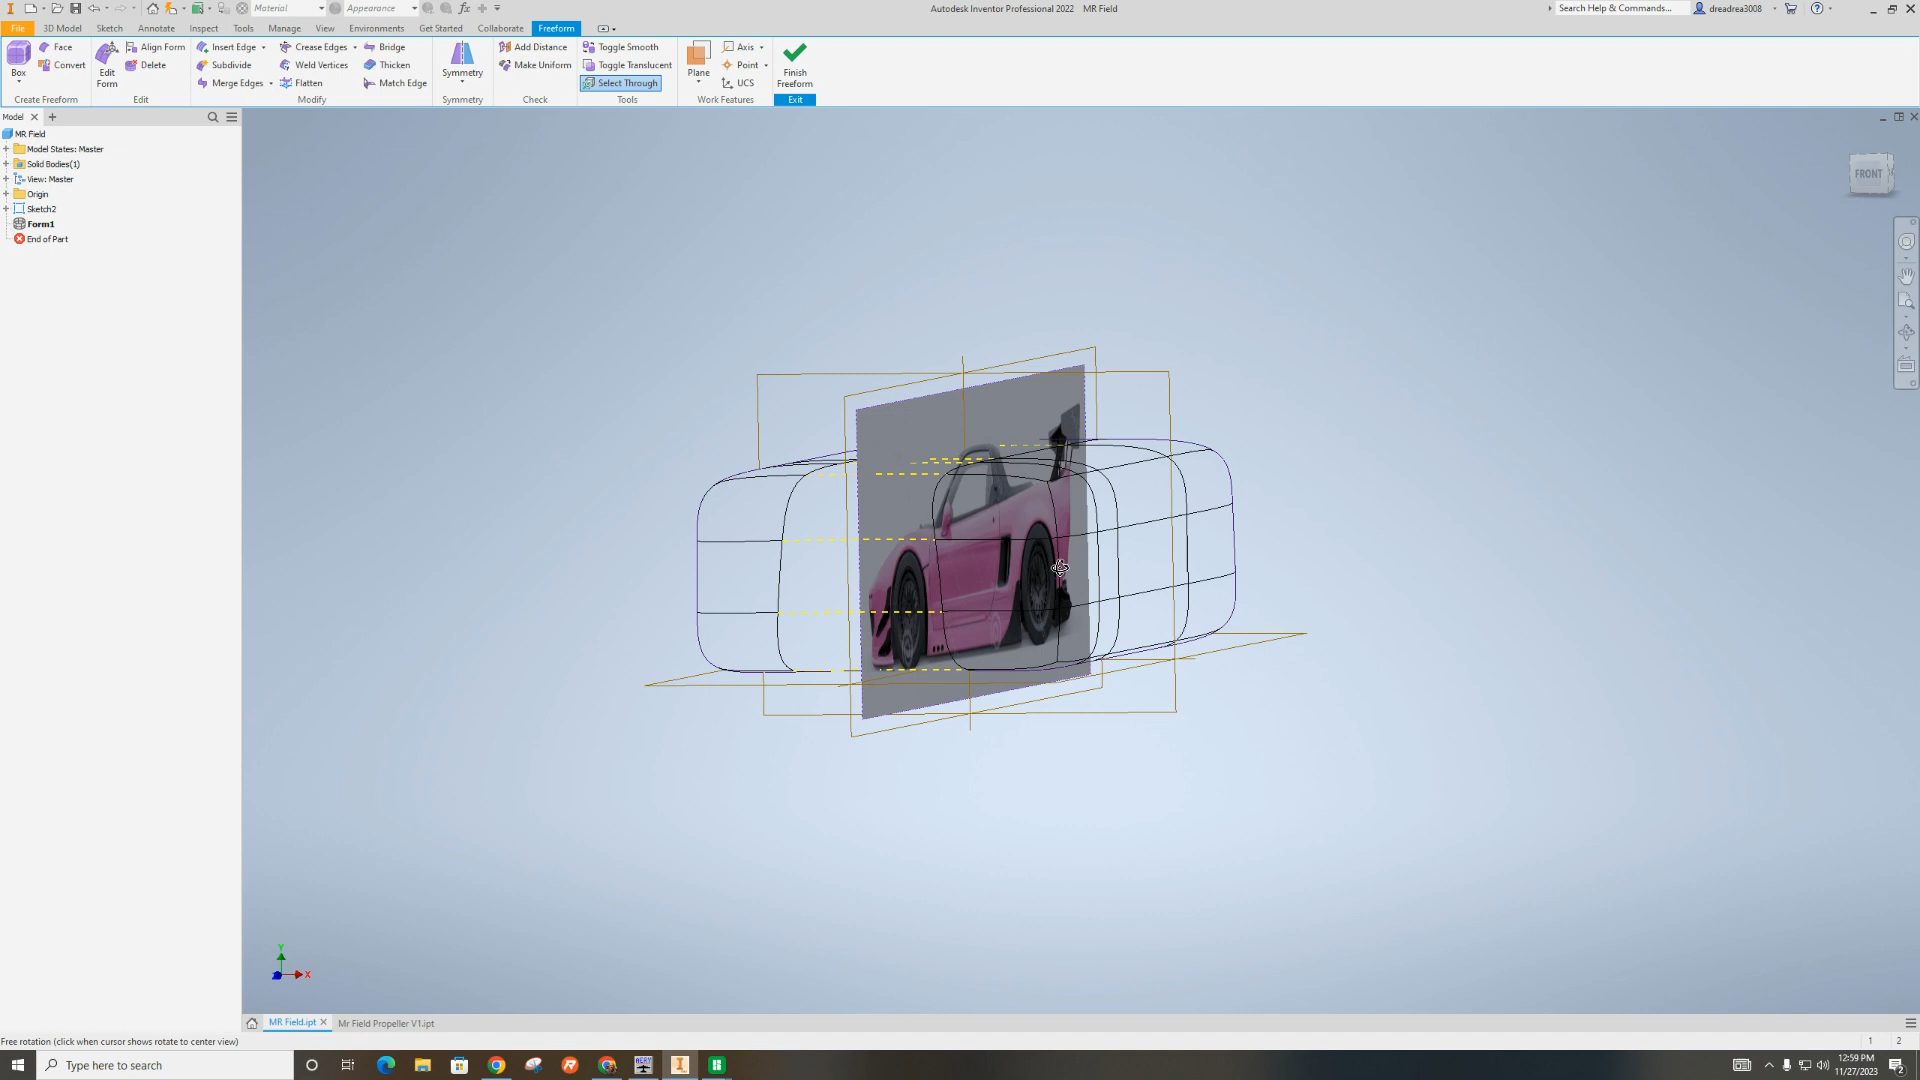 Material
Appearance
Autodesk Inventor Professional 2022 MR Field
Search Help & Commands...
dreadrea3008
File 3D Model Sketch Annotate Inspect Tools Manage View Environments Get Started Collaborate Freeform
Face
Convert
Box
Create Freeform
Edit Form
Align Form
Delete
Edit
Insert Edge
Subdivide
Merge Edges
Crease Edges
Weld Vertices
Flatten
Bridge
Thicken
Match Edge
Modify
Symmetry
Symmetry
Add Distance
Make Uniform
Check
Toggle Smooth
Toggle Translucent
Select Through
Tools
Plane
Axis
Point
UCS
Work Features
Finish Freeform
Exit
Model
MR Field
Model States: Master
Solid Bodies(1)
View: Master
Origin
Sketch2
Form1
End of Part
FRONT
Y
X
MR Field.ipt
Mr Field Propeller V1.ipt
Free rotation (click when cursor shows rotate to center view)
1 2
Type here to search
12:59 PM
11/27/2023
2